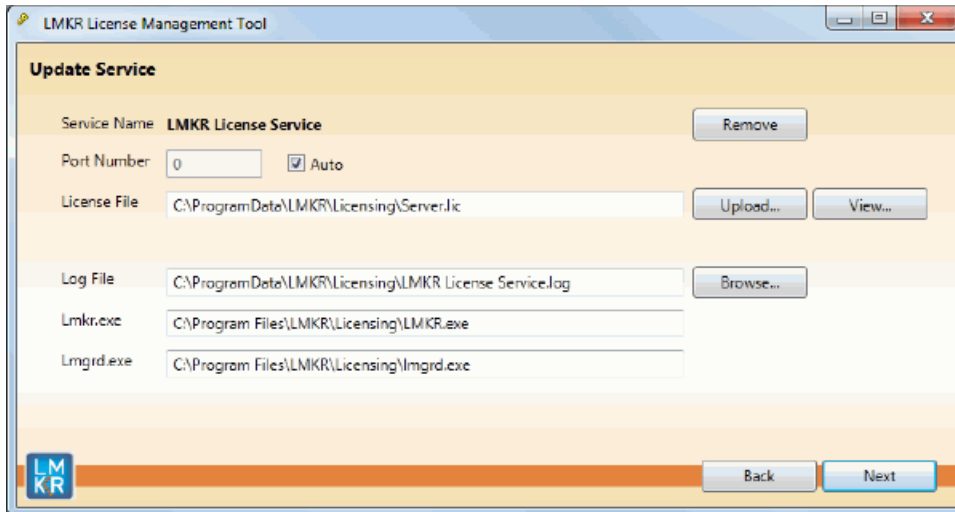 LMKR License Management Tool
Update Service
Service Name LMKR License Service Remove
Port Number 0 Auto
License File C:\ProgramData\LMKR\Licensing\Server.lic Upload... View...
Log File C:\ProgramData\LMKR\Licensing\LMKR License Service.log Browse...
Lmkr.exe C:\Program Files\LMKR\Licensing\LMKR.exe
Lmgrd.exe C:\Program Files\LMKR\Licensing\lmgrd.exe
LM
KR
Back Next